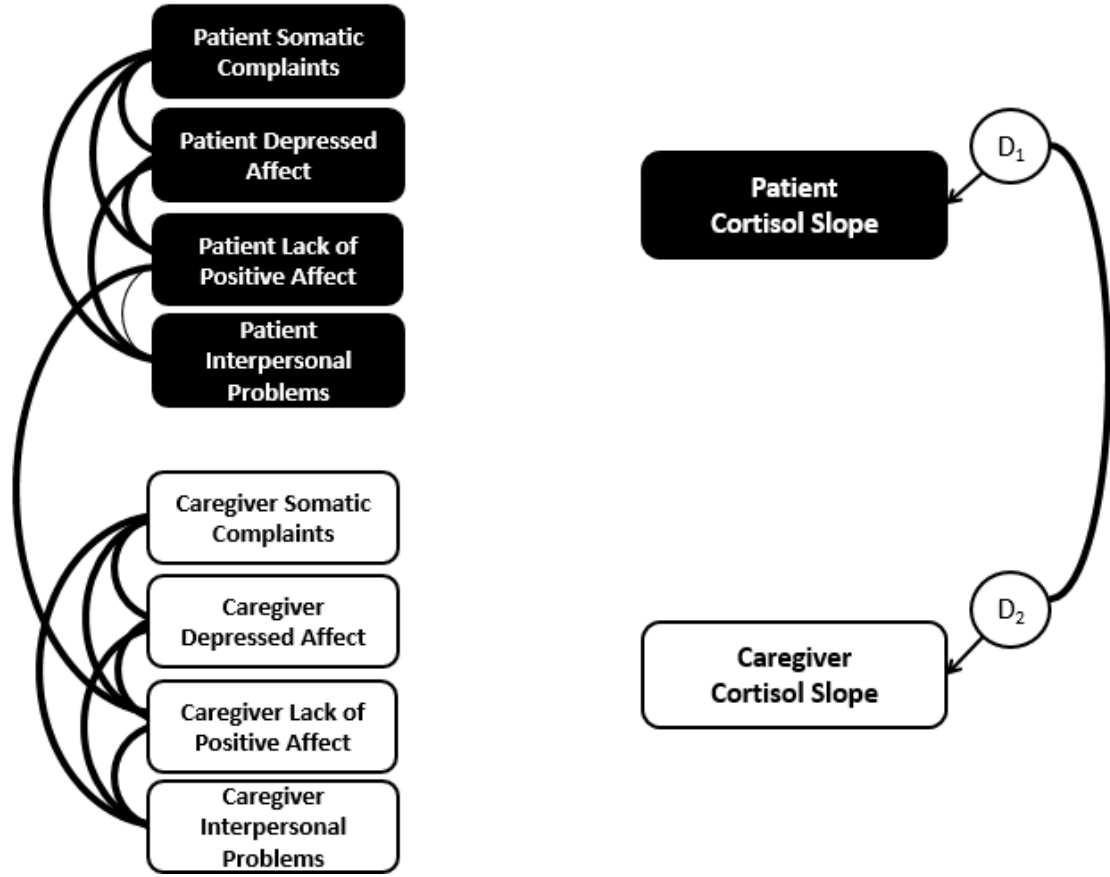 Patient Somatic
Complaints
Patient Depressed
Affect
Patient Lack of
Positive Affect
Patient
Interpersonal
Problems
Caregiver Somatic
Complaints
Caregiver
Depressed Affect
Caregiver Lack of
Positive Affect
Caregiver
Interpersonal
Problems
D₁
Patient
Cortisol Slope
D₂
Caregiver
Cortisol Slope